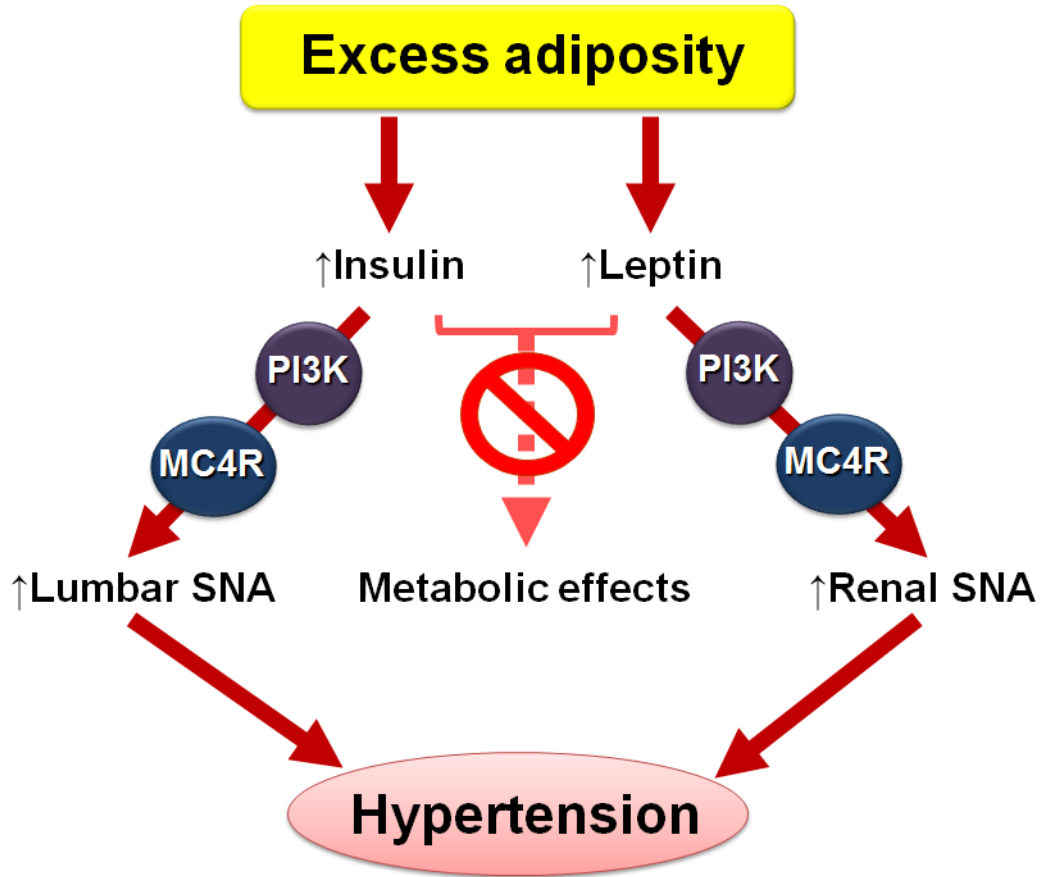 Excess adiposity
↑Insulin
↑Leptin
PI3K
PI3K
MC4R
MC4R
↑Lumbar SNA
Metabolic effects
↑Renal SNA
Hypertension